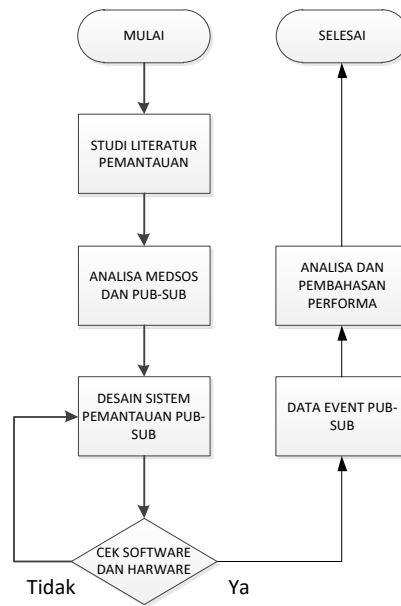 MULAI
STUDI LITERATUR
PEMANTAUAN
ANALISA MEDSOS
DAN PUB-SUB
DESAIN SISTEM
PEMANTAUAN PUB-
SUB
CEK SOFTWARE
DAN HARWARE
Tidak
Ya
DATA EVENT PUB-
SUB
ANALISA DAN
PEMBAHASAN
PERFORMA
SELESAI